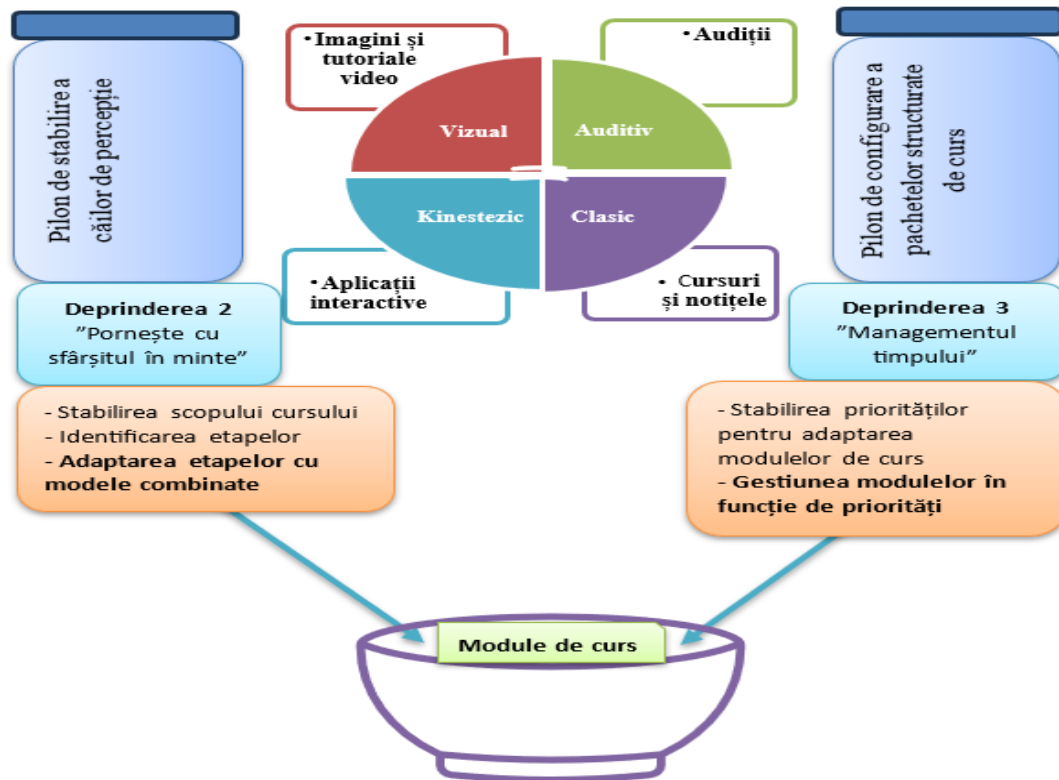 Pilon de stabilire a
căilor de percepție
• Imagini și
tutoriale
video
• Audiții
Vizual
Auditiv
Kinestezic
Clasic
• Aplicații
interactive
• Cursuri
și notițele
Pilon de configurare a
pachetelor structurate
de curs
Deprinderea 2
”Pornește cu
sfârșitul în minte”
- Stabilirea scopului cursului
- Identificarea etapelor
- Adaptarea etapelor cu
modele combinate
Deprinderea 3
”Managementul
timpului”
- Stabilirea priorităților
pentru adaptarea
modulelor de curs
- Gestiunea modulelor în
funcție de priorități
Module de curs